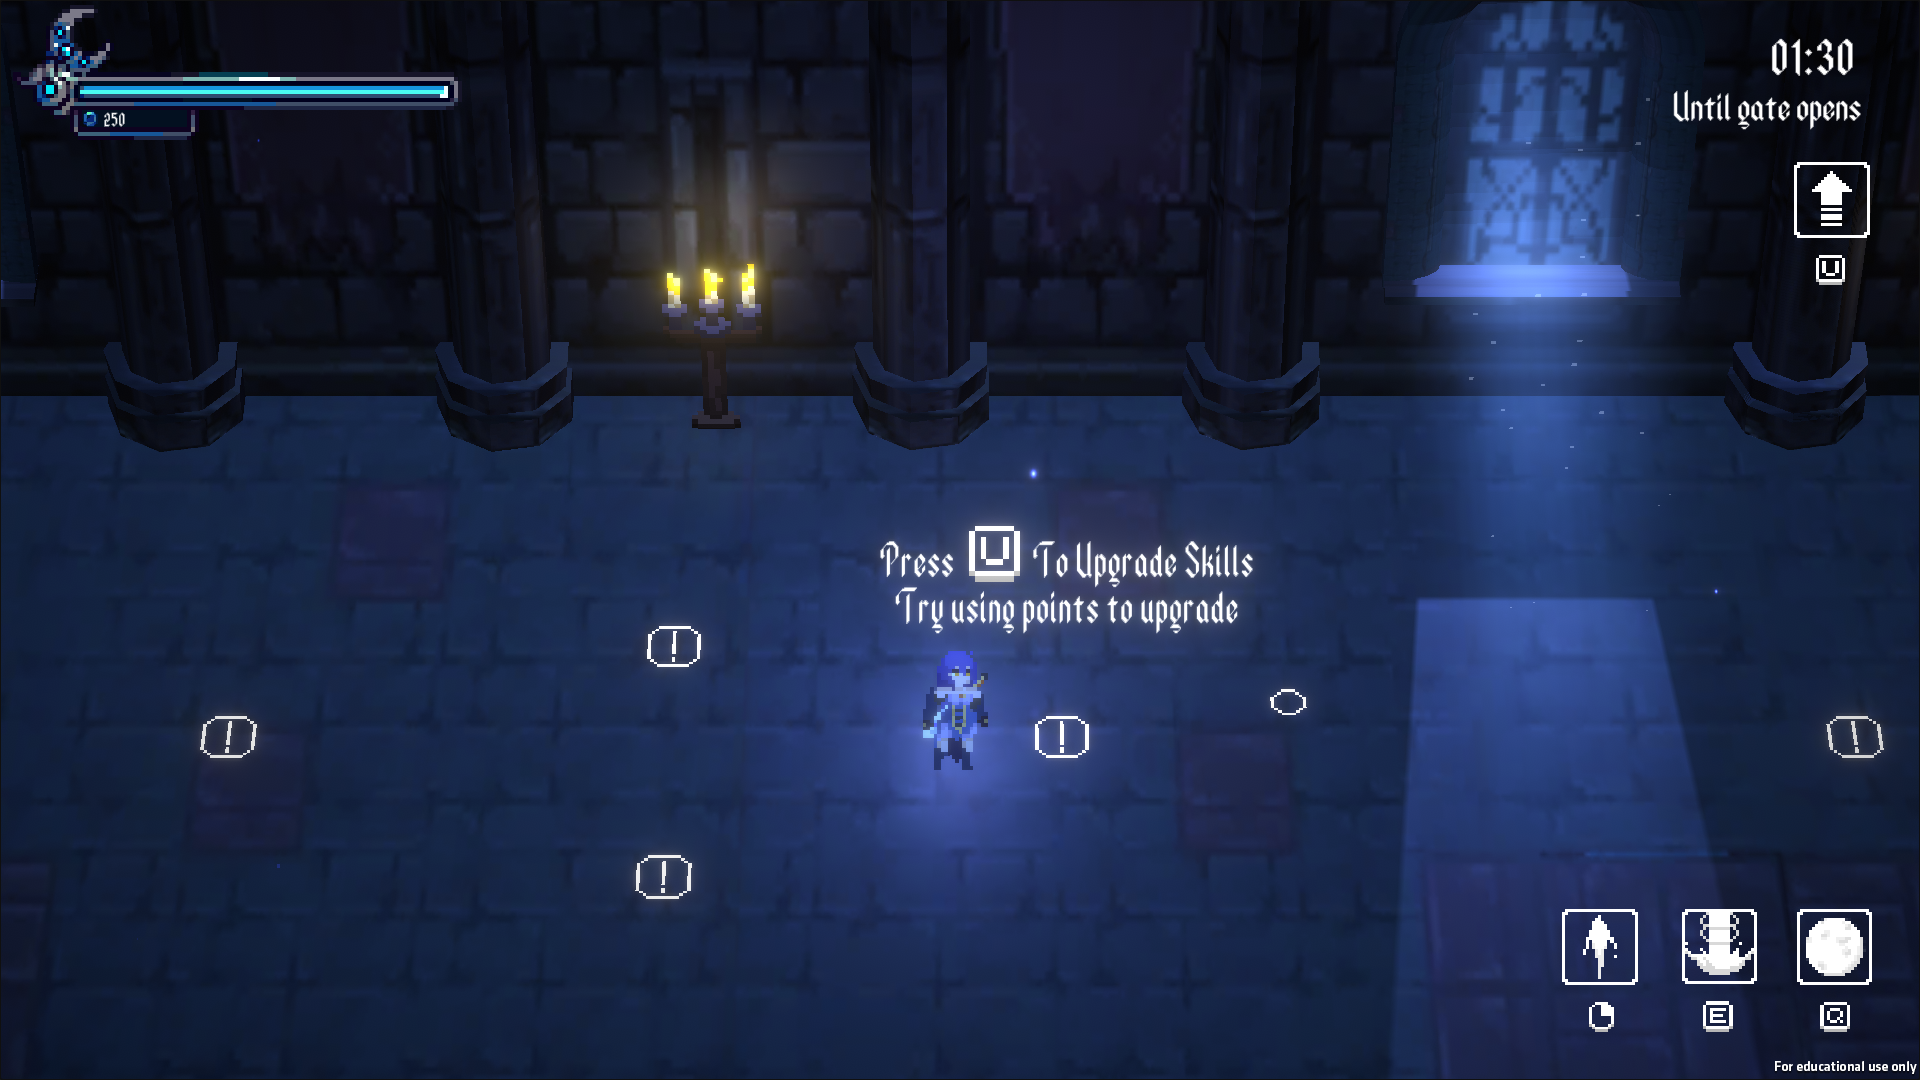 250
01:30
Until gate opens
U
Press U To Upgrade Skills
Try using points to upgrade
!
!
!
!
!
E
Q
For educational use only